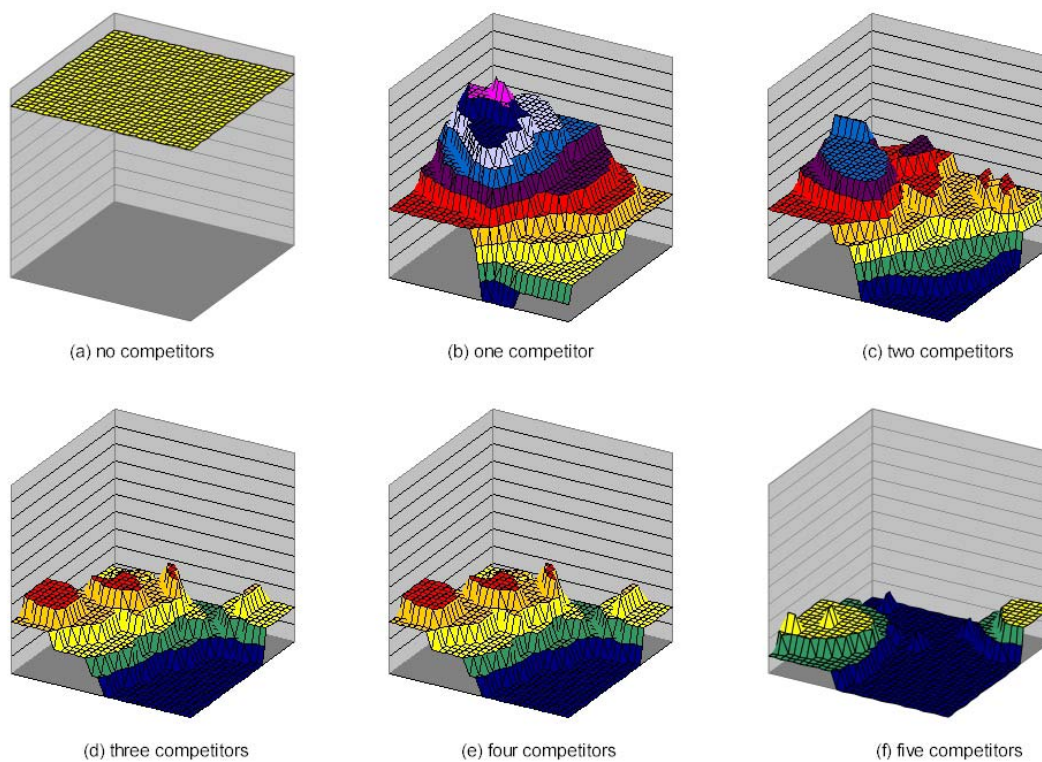 (a) no competitors
(b) one competitor
(c) two competitors
(d) three competitors
(e) four competitors
(f) five competitors